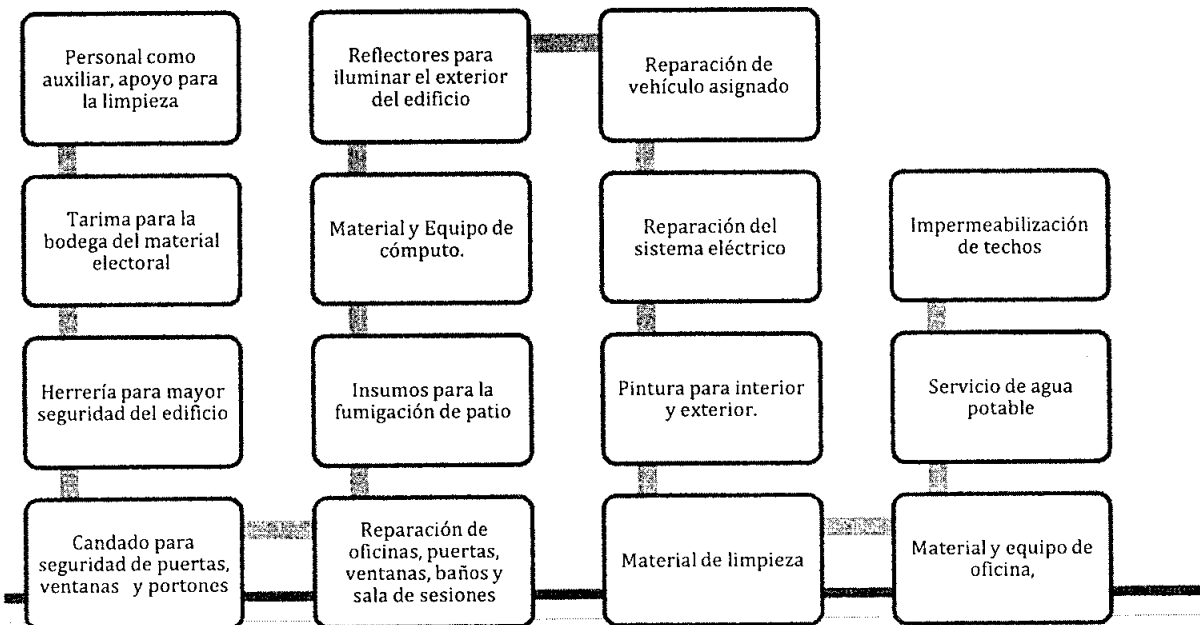 Personal como
auxiliar, apoyo para
la limpieza
Tarima para la
bodega del material
electoral
Herrería para mayor
seguridad del edificio
Candado para
seguridad de puertas,
ventanas y portones
Reparación de
oficinas, puertas,
ventanas, baños y
sala de sesiones
Insumos para la
fumigación de patio
Material y Equipo de
cómputo.
Reflectores para
iluminar el exterior
del edificio
Reparación de
vehículo asignado
Reparación del
sistema eléctrico
Pintura para interior
y exterior.
Material de limpieza
Material y equipo de
oficina,
Servicio de agua
potable
Impermeabilización
de techos